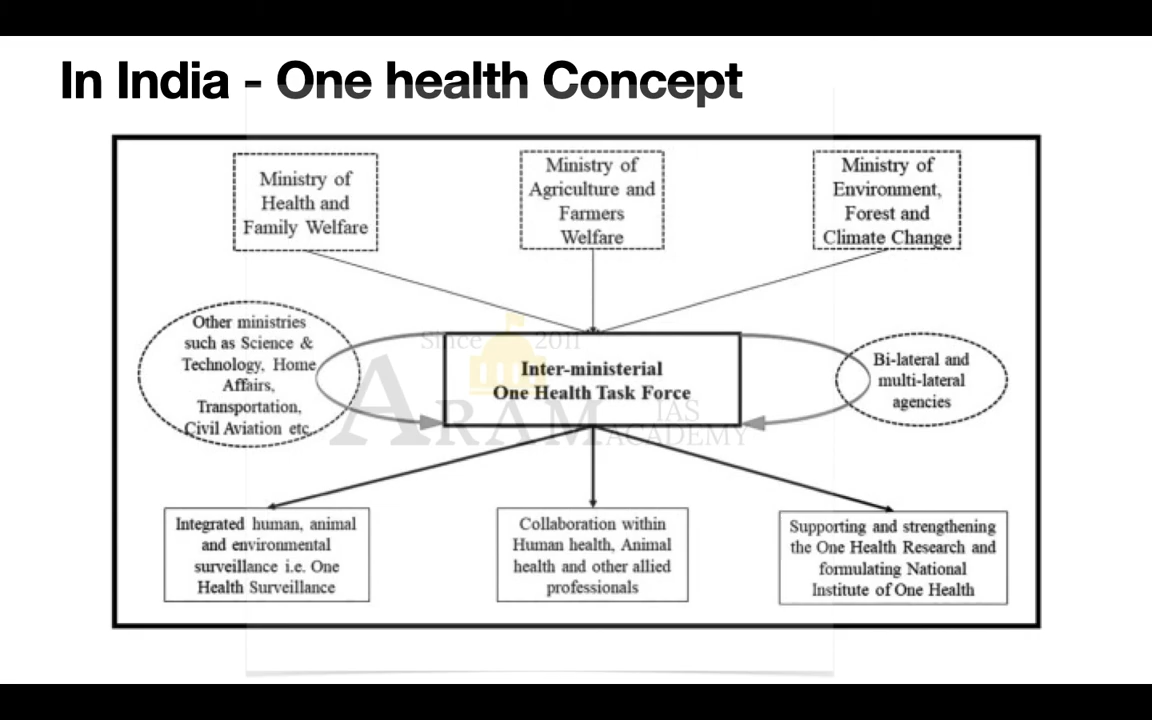 In India - One health Concept
Ministry of
Health and
Family Welfare
Ministry of
Agriculture and
Farmers
Welfare
Ministry of
Environment,
Forest and
Climate Change
Other ministries
such as Science &
Technology, Home
Affairs,
Transportation,
Civil Aviation etc.
Since 2011
ARAM IAS
ACADEMY
Inter-ministerial
One Health Task Force
Bi-lateral and
multi-lateral
agencies
Integrated human, animal
and environmental
surveillance i.e. One
Health Surveillance
Collaboration within
Human health, Animal
health and other allied
professionals
Supporting and strengthening
the One Health Research and
formulating National
Institute of One Health